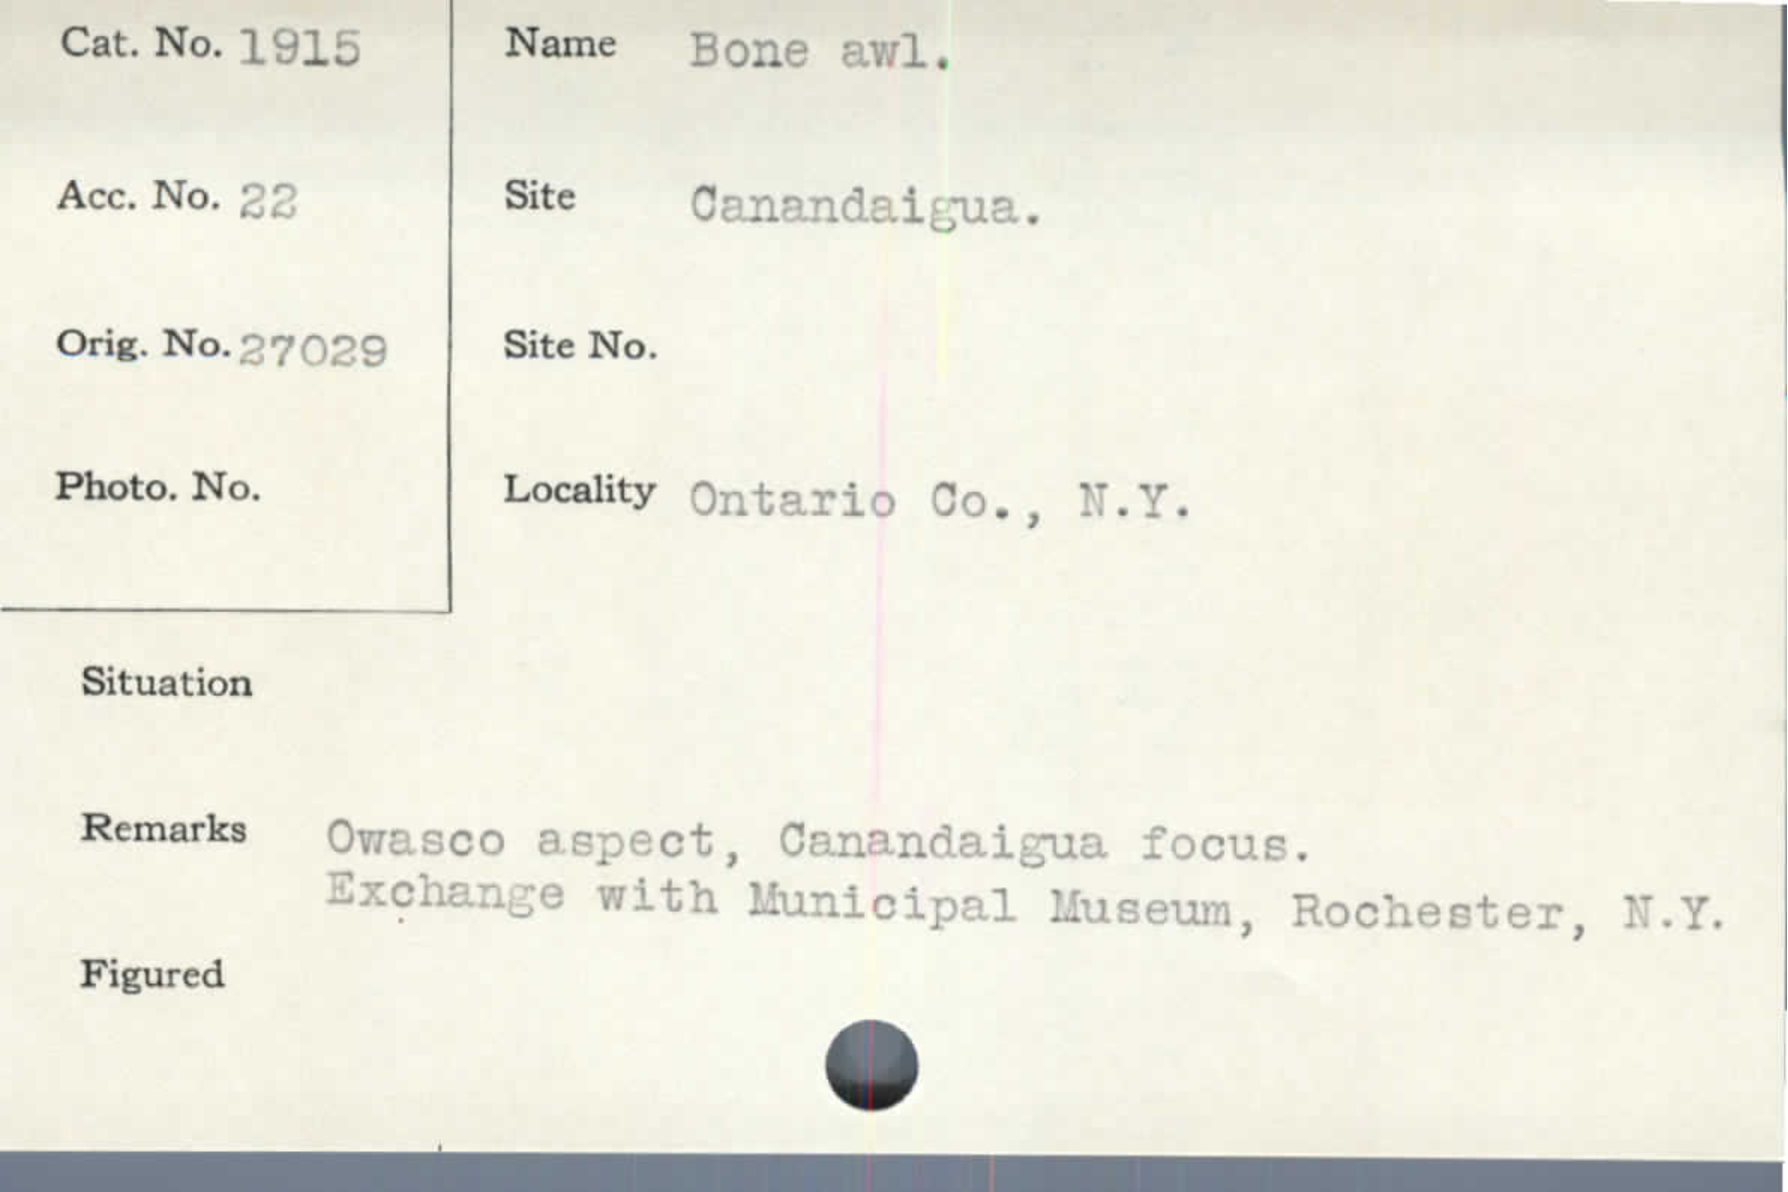 Cat. No. 1915
Name Bone awl.
Acc. No. 22
Site Canandaigua.
Orig. No. 27029
Site No.
Photo. No.
Locality Ontario Co., N.Y.
Situation
Remarks Owasco aspect, Canandaigua focus.
Exchange with Municipal Museum, Rochester, N.Y.
Figured